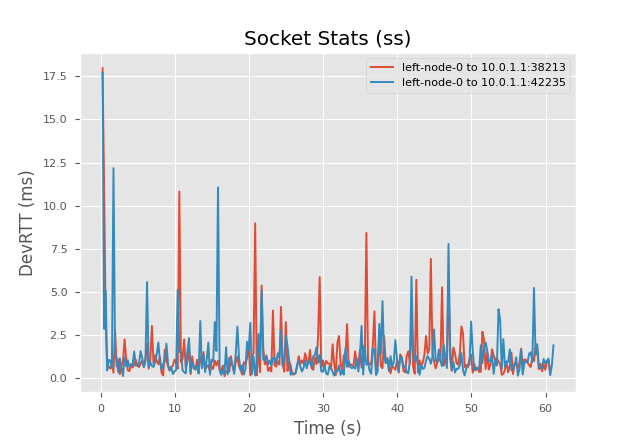 Socket Stats (ss)
left-node-0 to 10.0.1.1:38213
left-node-0 to 10.0.1.1:42235
17.5
15.0
12.5
10.0
7.5
5.0
2.5
0.0
DevRTT (ms)
0 10 20 30 40 50 60
Time (s)